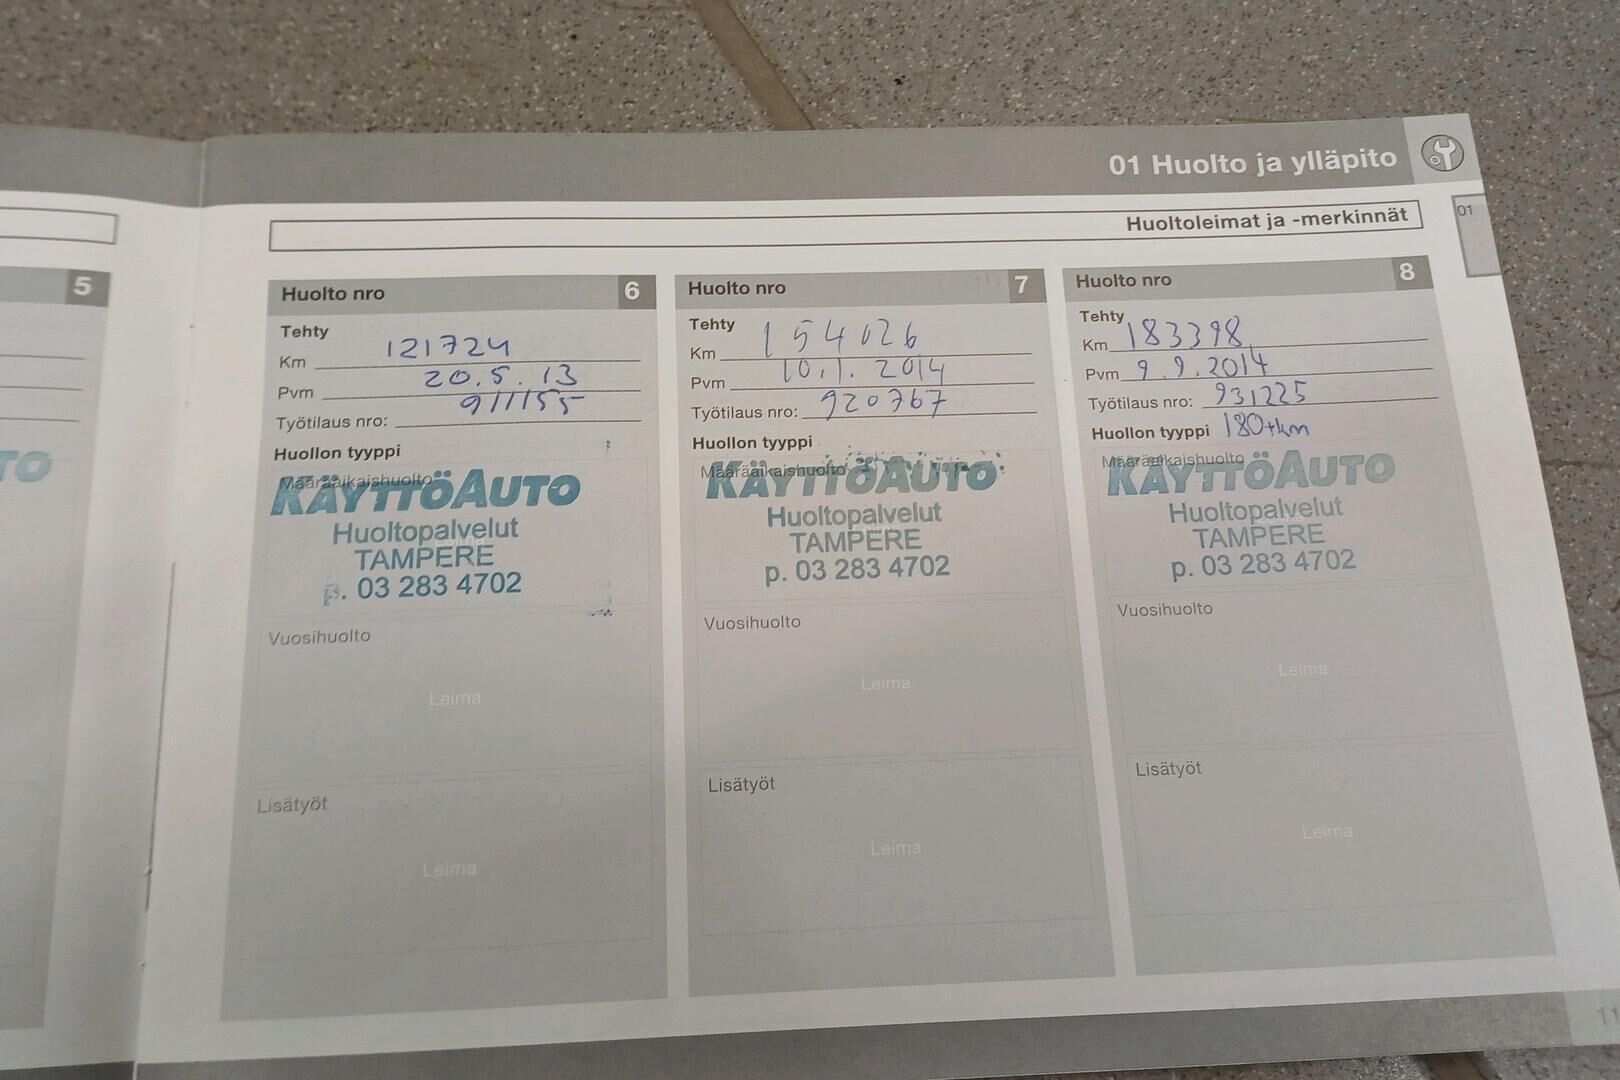 01 Huolto ja ylläpito
Huoltoleimat ja -merkinnät
01
5
TO
Huolto nro 6
Tehty
Km 121724
Pvm 20.5.13
Työtilaus nro: 911155
Huollon tyyppi
Määräaikaishuolto
KÄYTTÖAUTO
Huoltopalvelut
TAMPERE
p. 03 283 4702
Vuosihuolto
Leima
Lisätyöt
Leima
Huolto nro 7
Tehty
Km 154026
Pvm 10.1.2014
Työtilaus nro: 920767
Huollon tyyppi
Määräaikaishuolto
KÄYTTÖAUTO
Huoltopalvelut
TAMPERE
p. 03 283 4702
Vuosihuolto
Leima
Lisätyöt
Leima
Huolto nro 8
Tehty
Km 183398
Pvm 9.9.2014
Työtilaus nro: 931225
Huollon tyyppi 180tkm
Määräaikaishuolto
KÄYTTÖAUTO
Huoltopalvelut
TAMPERE
p. 03 283 4702
Vuosihuolto
Leima
Lisätyöt
Leima